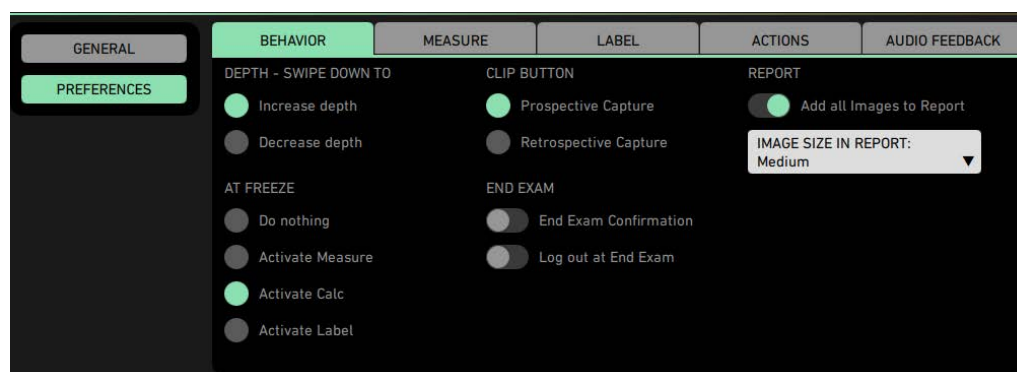 GENERAL
PREFERENCES
BEHAVIOR
MEASURE
LABEL
ACTIONS
AUDIO FEEDBACK
DEPTH - SWIPE DOWN TO
Increase depth
Decrease depth
AT FREEZE
Do nothing
Activate Measure
Activate Calc
Activate Label
CLIP BUTTON
Prospective Capture
Retrospective Capture
END EXAM
End Exam Confirmation
Log out at End Exam
REPORT
Add all Images to Report
IMAGE SIZE IN REPORT:
Medium